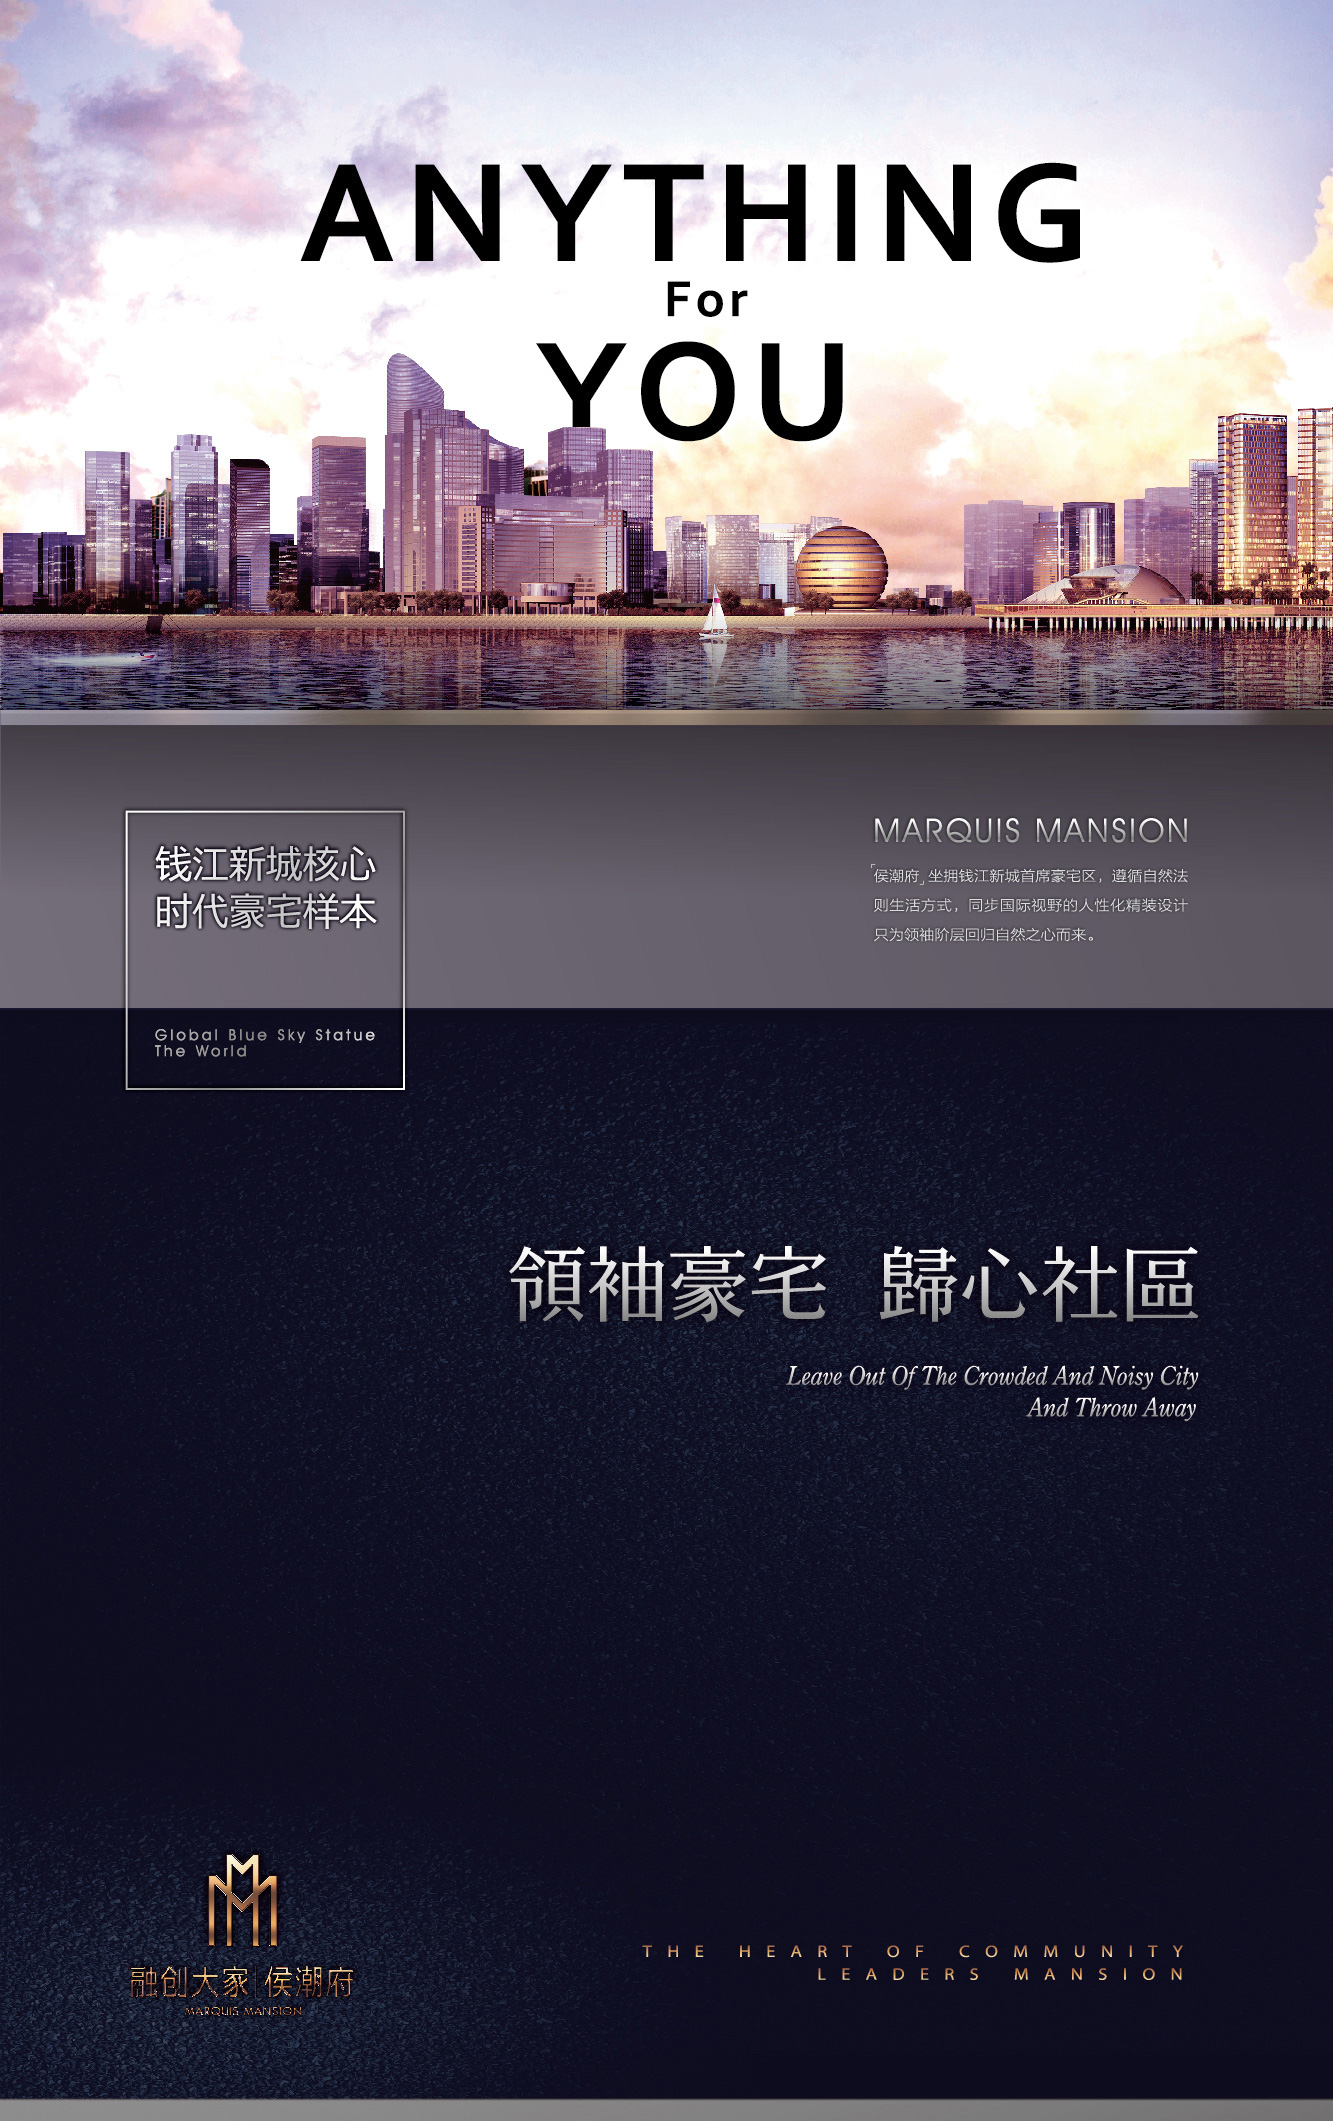 ANYTHING
For
YOU
钱江新城核心
时代豪宅样本
Global Blue Sky Statue
The World
MARQUIS MANSION
「侯潮府」坐拥钱江新城首席豪宅区，遵循自然法
则生活方式，同步国际视野的人性化精装设计
只为领袖阶层回归自然之心而来。
領袖豪宅 歸心社區
Leave Out Of The Crowded And Noisy City
And Throw Away
融创大家|侯潮府
MARQUIS MANSION
THE HEART OF COMMUNITY
LEADERS MANSION